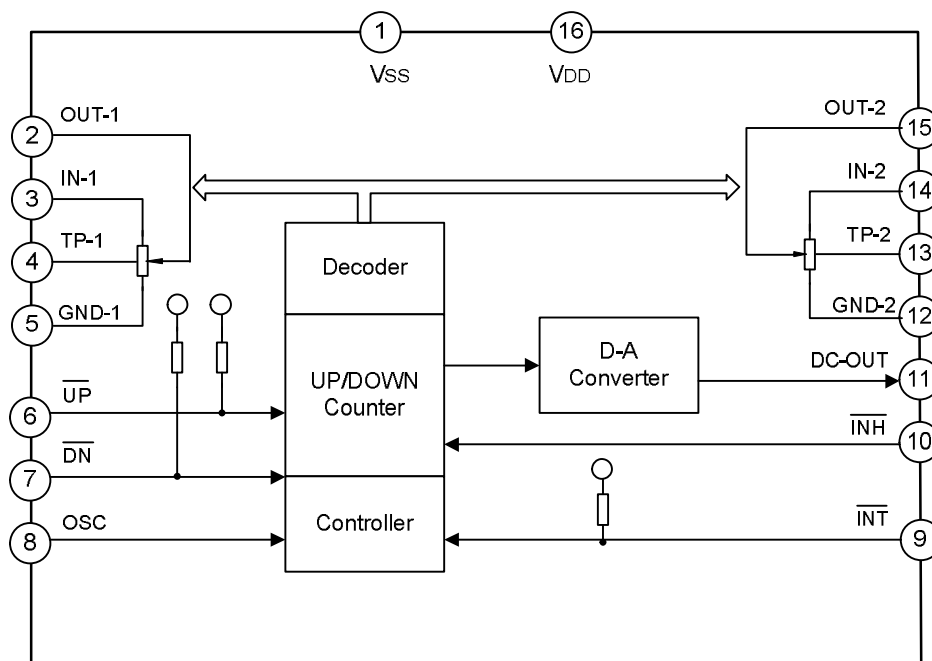 1
16
VSS
VDD
OUT-1
OUT-2
2
15
IN-1
IN-2
3
14
TP-1
TP-2
4
13
Decoder
GND-1
GND-2
5
12
D-A
Converter
DC-OUT
11
UP/DOWN
Counter
UP
6
INH
10
DN
7
OSC
Controller
INT
8
9